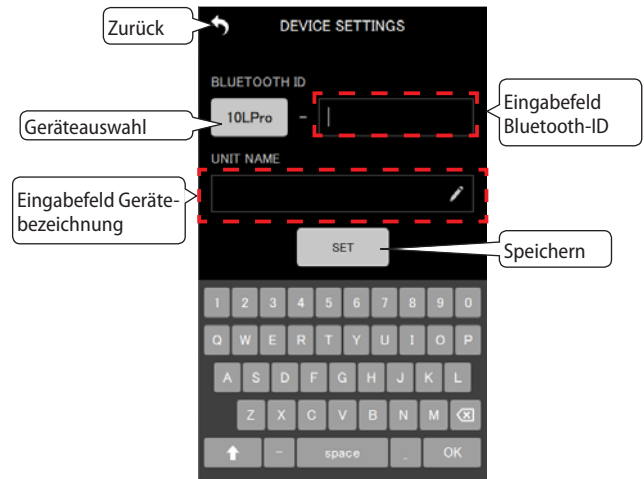 Zurück
DEVICE SETTINGS
BLUETOOTH ID
Geräteauswahl
10LPro
-
Eingabefeld
Bluetooth-ID
UNIT NAME
Eingabefeld Geräte-
bezeichnung
SET
Speichern
1 2 3 4 5 6 7 8 9 0
Q W E R T Y U I O P
A S D F G H J K L
Z X C V B N M
- space _ OK